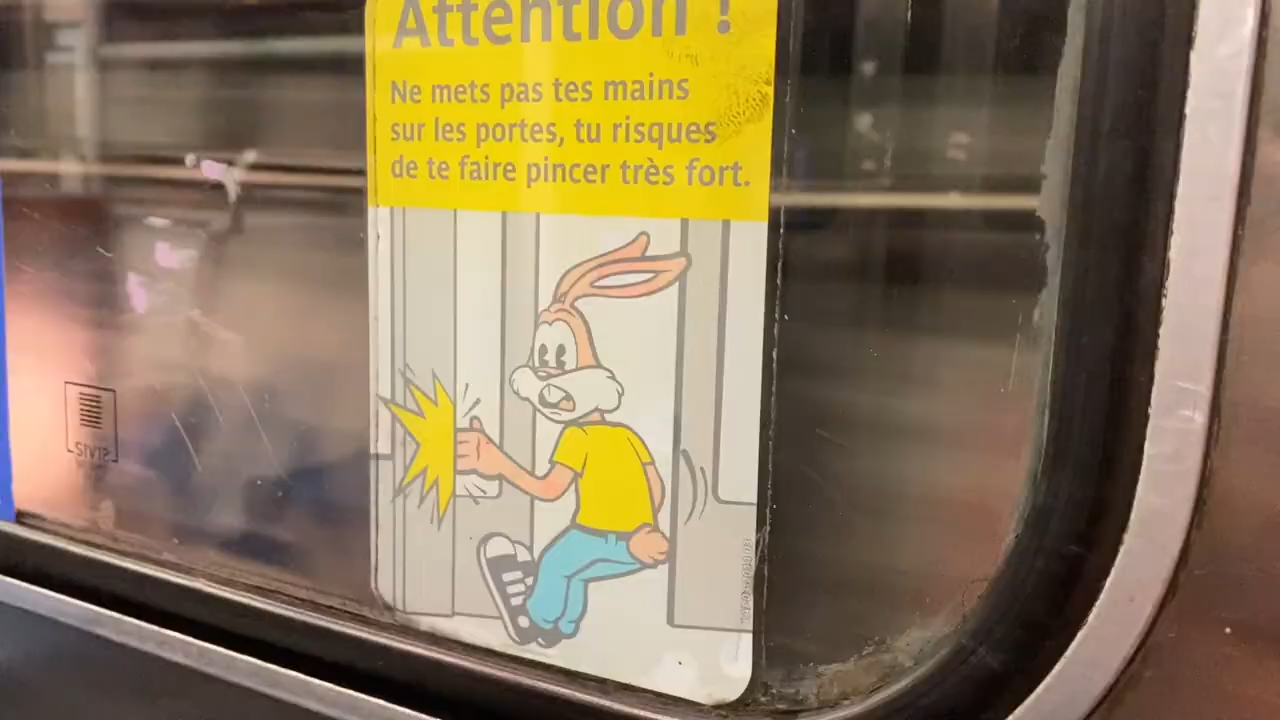 Attention !
Ne mets pas tes mains
sur les portes, tu risques
de te faire pincer très fort.